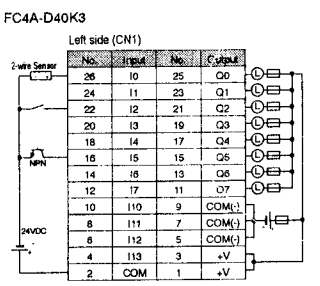 FC4A-D40K3
Left side (CN1)
2-wire Sensor
No. Input No. Output
26 I0 25 Q0 L
24 I1 23 Q1 L
22 I2 21 Q2 L
20 I3 19 Q3 L
18 I4 17 Q4 L
16 I5 15 Q5 L
NPN
14 I6 13 Q6 L
12 I7 11 Q7 L
10 I10 9 COM(-)
8 I11 7 COM(-)
24VDC
6 I12 5 COM(-)
4 I13 3 +V
2 COM 1 +V
- +
- +